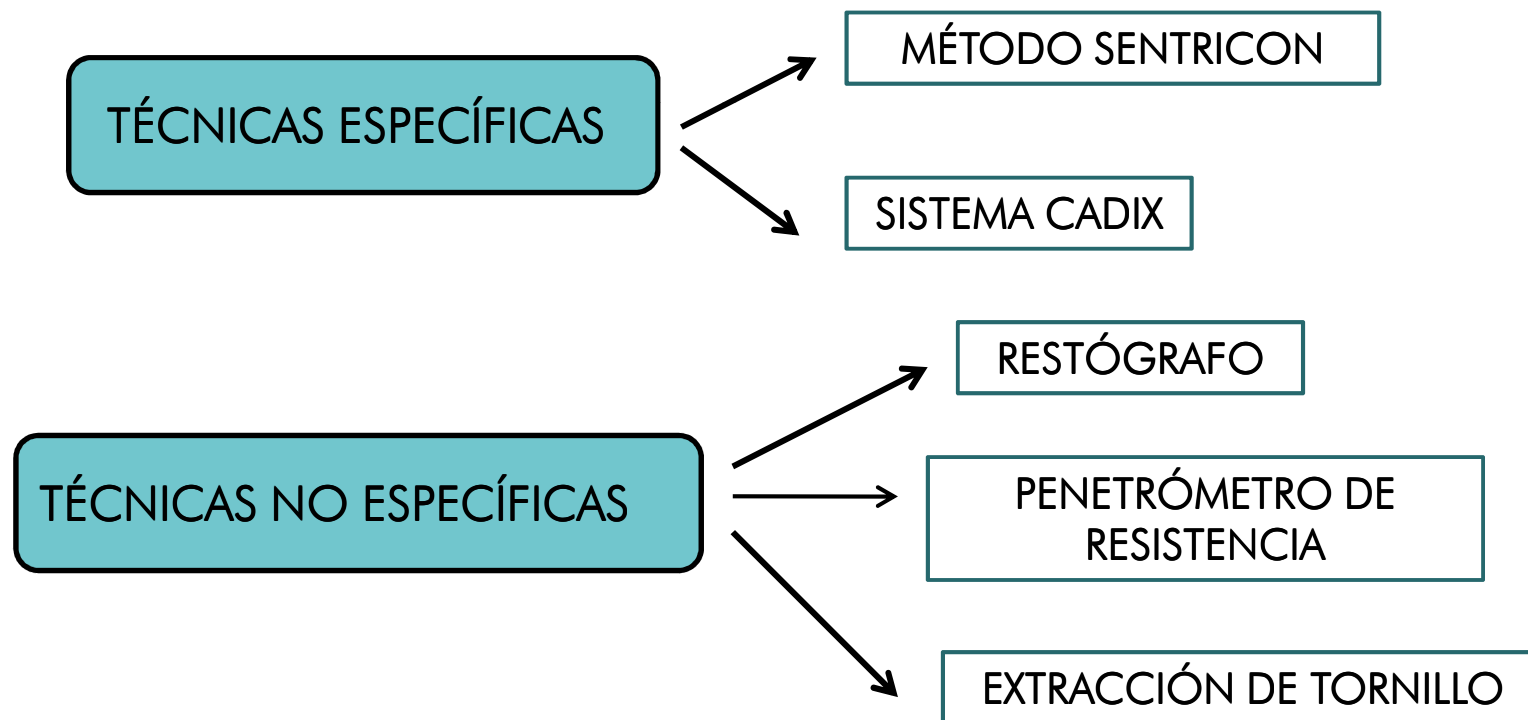 TÉCNICAS ESPECÍFICAS
MÉTODO SENTRICON
SISTEMA CADIX
TÉCNICAS NO ESPECÍFICAS
RESTÓGRAFO
PENETRÓMETRO DE
RESISTENCIA
EXTRACCIÓN DE TORNILLO